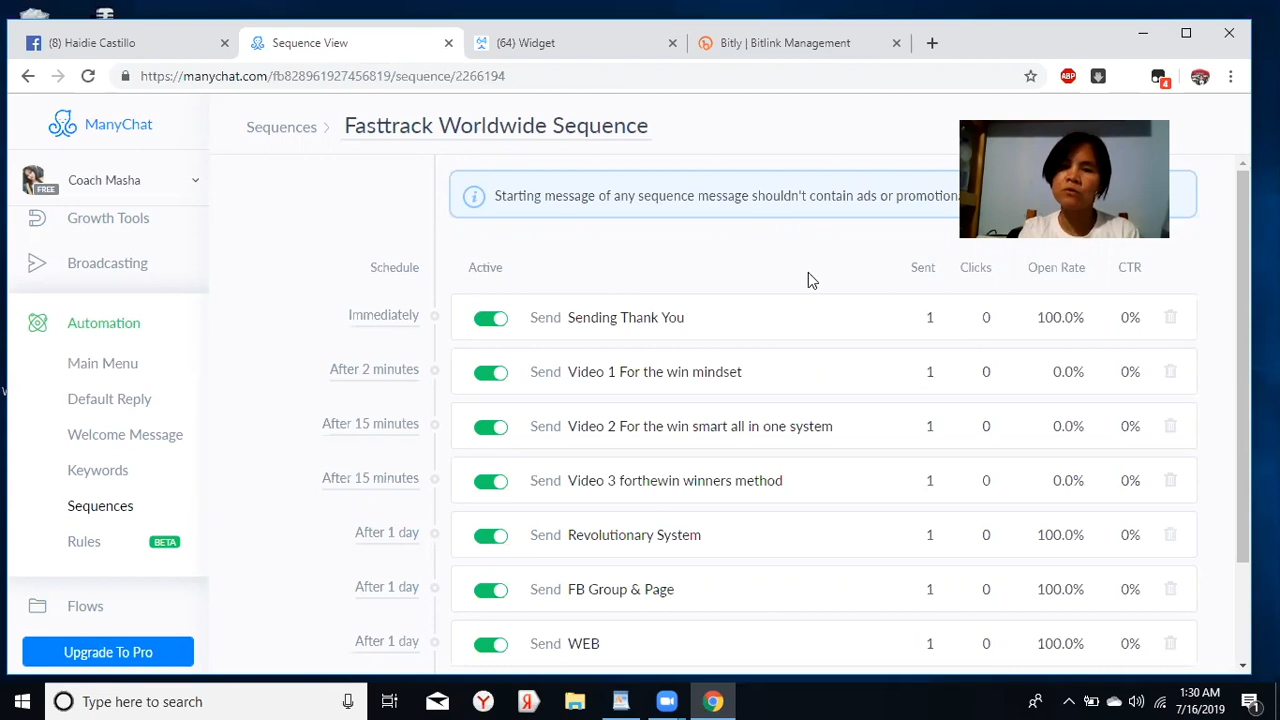 (8) Haidie Castillo
Sequence View
(64) Widget
Bitly | Bitlink Management
https://manychat.com/fb828961927456819/sequence/2266194
ABP
4
ManyChat
Sequences
Fasttrack Worldwide Sequence
FREE
Coach Masha
Growth Tools
Broadcasting
Automation
Main Menu
Default Reply
Welcome Message
Keywords
Sequences
Rules BETA
Flows
Upgrade To Pro
Starting message of any sequence message shouldn't contain ads or promotion
Schedule Active Sent Clicks Open Rate CTR
Immediately Send Sending Thank You 1 0 100.0% 0%
After 2 minutes Send Video 1 For the win mindset 1 0 0.0% 0%
After 15 minutes Send Video 2 For the win smart all in one system 1 0 0.0% 0%
After 15 minutes Send Video 3 forthewin winners method 1 0 0.0% 0%
After 1 day Send Revolutionary System 1 0 100.0% 0%
After 1 day Send FB Group & Page 1 0 100.0% 0%
After 1 day Send WEB 1 0 100.0% 0%
Type here to search
1:30 AM
7/16/2019